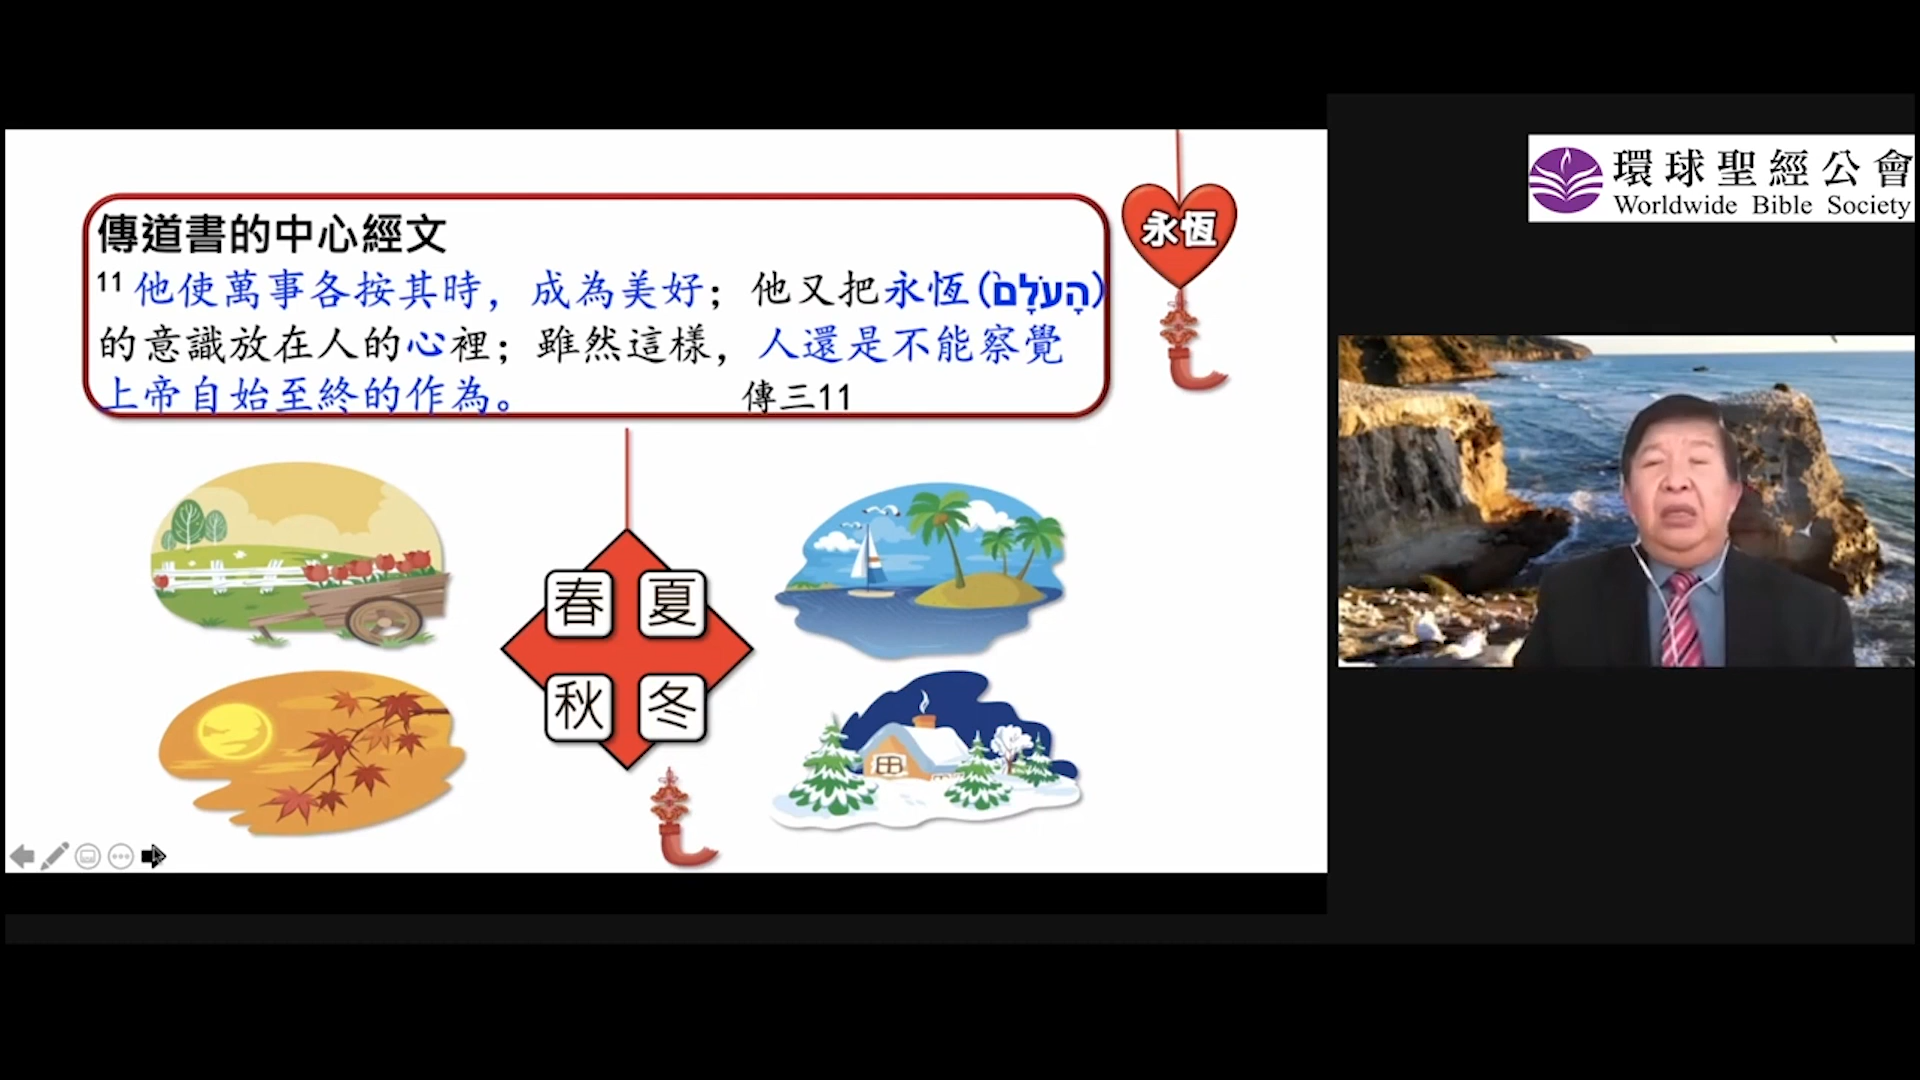 傳道書的中心經文
11 他使萬事各按其時，成為美好；他又把永恆(הָעֹלָם)
的意識放在人的心裡；雖然這樣，人還是不能察覺
上帝自始至終的作為。 傳三11
永恆
春 夏
秋 冬
環球聖經公會
Worldwide Bible Society